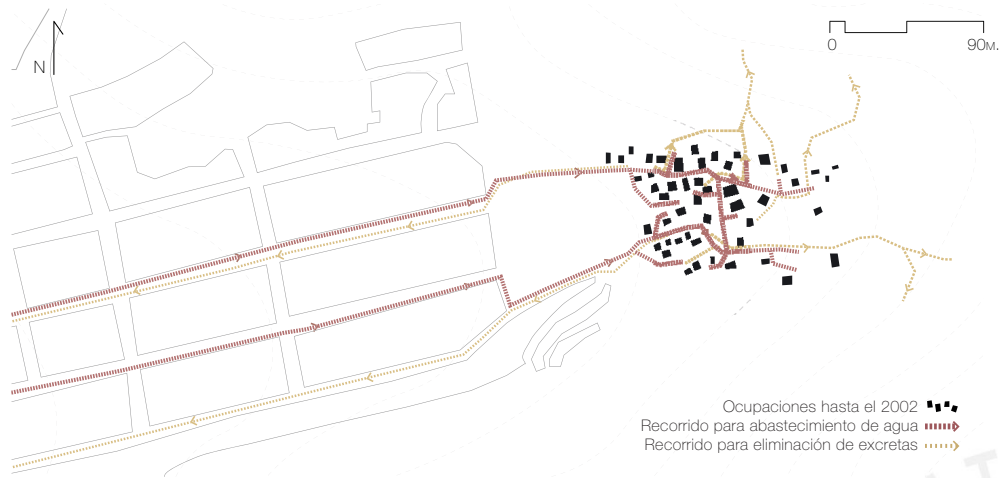 N
0 90M.
Ocupaciones hasta el 2002
Recorrido para abastecimiento de agua
Recorrido para eliminación de excretas